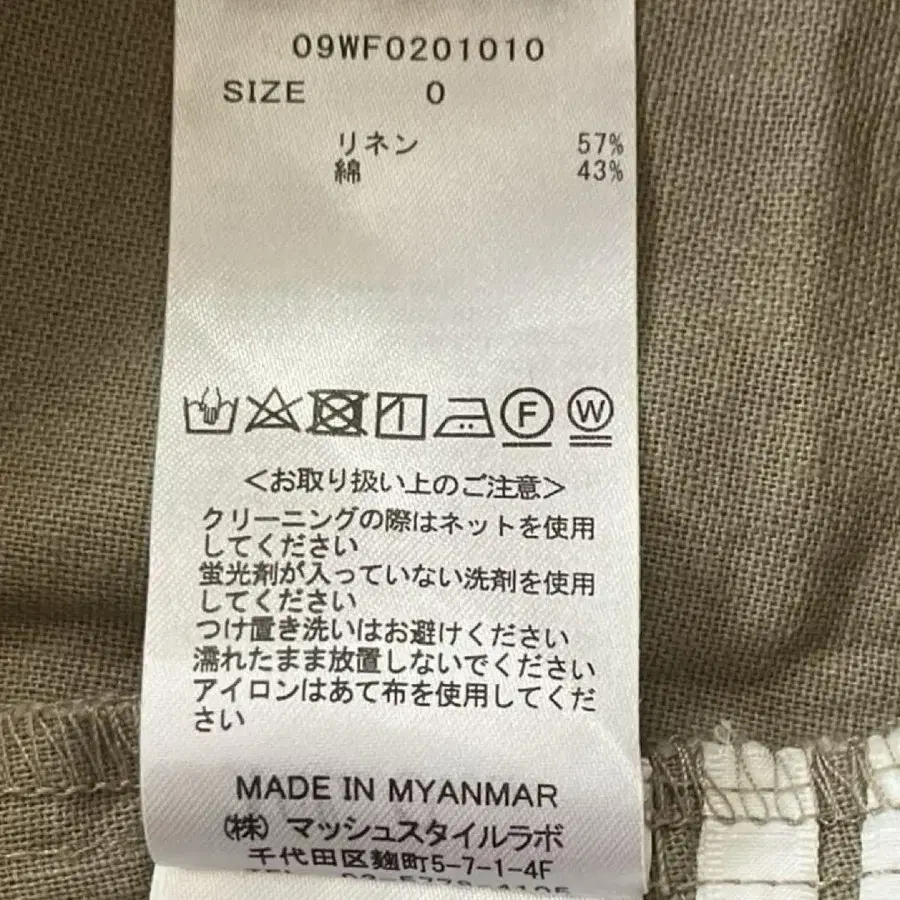 09WF0201010
SIZE 0
リネン 57%
綿 43%
F W
<お取り扱い上のご注意>
クリーニングの際はネットを使用
してください
蛍光剤が入っていない洗剤を使用
してください
つけ置き洗いはお避けください
濡れたまま放置しないでください
アイロンはあて布を使用してくだ
さい
MADE IN MYANMAR
(株) マッシュスタイルラボ
千代田区麹町5-7-1-4F